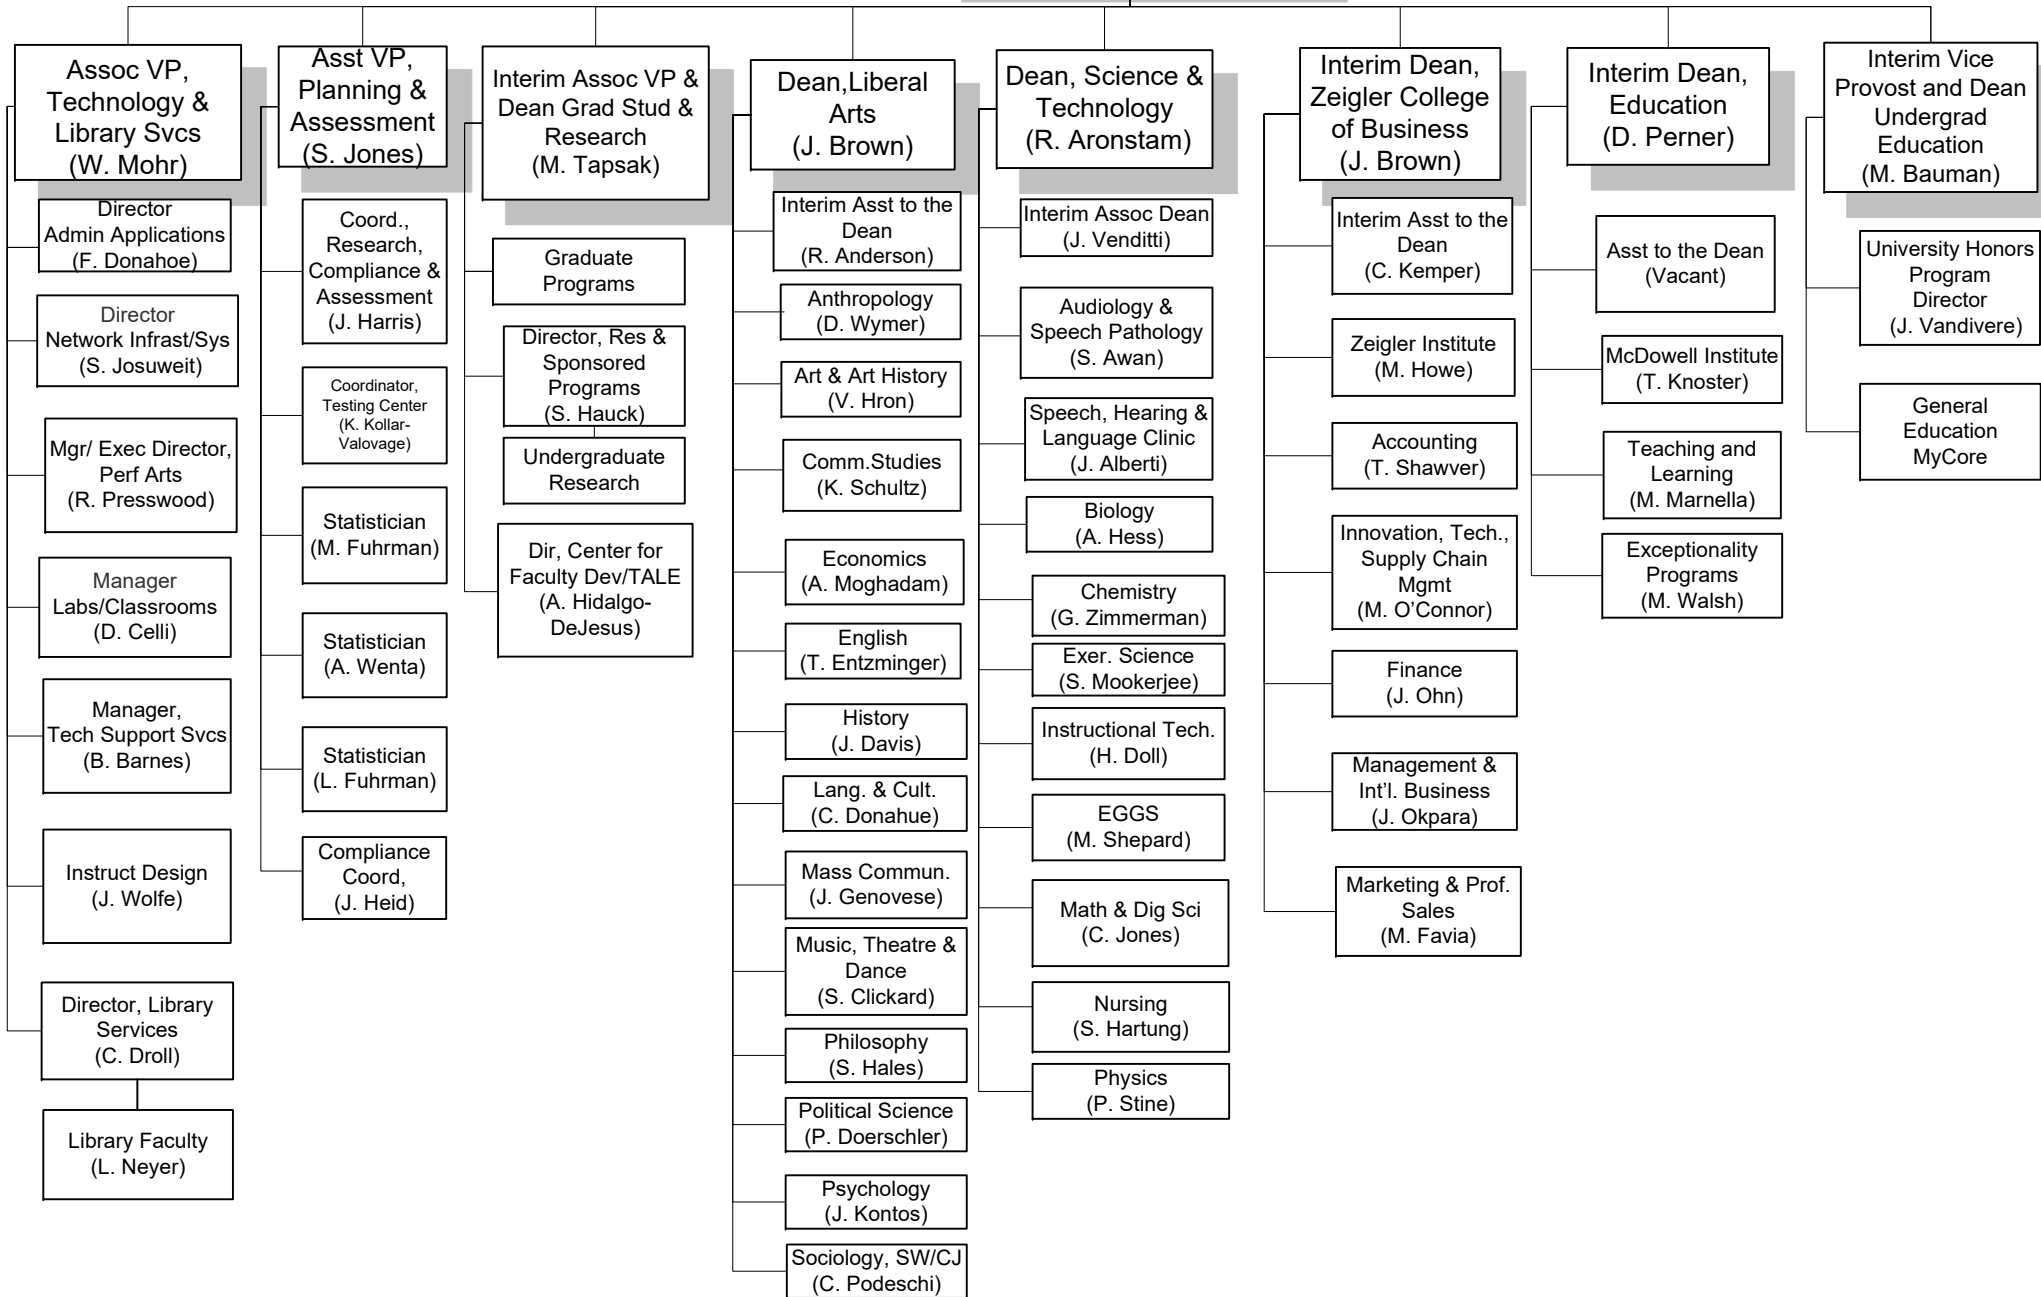 Assoc VP,
Technology &
Library Svcs
(W. Mohr)
Director
Admin Applications
(F. Donahoe)
Director
Network Infrast/Sys
(S. Josuweit)
Mgr/ Exec Director,
Perf Arts
(R. Presswood)
Manager
Labs/Classrooms
(D. Celli)
Manager,
Tech Support Svcs
(B. Barnes)
Instruct Design
(J. Wolfe)
Director, Library
Services
(C. Droll)
Library Faculty
(L. Neyer)
Asst VP,
Planning &
Assessment
(S. Jones)
Coord.,
Research,
Compliance &
Assessment
(J. Harris)
Coordinator,
Testing Center
(K. Kollar-
Valovage)
Statistician
(M. Fuhrman)
Statistician
(A. Wenta)
Statistician
(L. Fuhrman)
Compliance
Coord,
(J. Heid)
Interim Assoc VP &
Dean Grad Stud &
Research
(M. Tapsak)
Graduate
Programs
Director, Res &
Sponsored
Programs
(S. Hauck)
Undergraduate
Research
Dir, Center for
Faculty Dev/TALE
(A. Hidalgo-
DeJesus)
Dean,Liberal
Arts
(J. Brown)
Interim Asst to the
Dean
(R. Anderson)
Anthropology
(D. Wymer)
Art & Art History
(V. Hron)
Comm.Studies
(K. Schultz)
Economics
(A. Moghadam)
English
(T. Entzminger)
History
(J. Davis)
Lang. & Cult.
(C. Donahue)
Mass Commun.
(J. Genovese)
Music, Theatre &
Dance
(S. Clickard)
Philosophy
(S. Hales)
Political Science
(P. Doerschler)
Psychology
(J. Kontos)
Sociology, SW/CJ
(C. Podeschi)
Dean, Science &
Technology
(R. Aronstam)
Interim Assoc Dean
(J. Venditti)
Audiology &
Speech Pathology
(S. Awan)
Speech, Hearing &
Language Clinic
(J. Alberti)
Biology
(A. Hess)
Chemistry
(G. Zimmerman)
Exer. Science
(S. Mookerjee)
Instructional Tech.
(H. Doll)
EGGS
(M. Shepard)
Math & Dig Sci
(C. Jones)
Nursing
(S. Hartung)
Physics
(P. Stine)
Interim Dean,
Zeigler College
of Business
(J. Brown)
Interim Asst to the
Dean
(C. Kemper)
Zeigler Institute
(M. Howe)
Accounting
(T. Shawver)
Innovation, Tech.,
Supply Chain
Mgmt
(M. O’Connor)
Finance
(J. Ohn)
Management &
Int’l. Business
(J. Okpara)
Marketing & Prof.
Sales
(M. Favia)
Interim Dean,
Education
(D. Perner)
Asst to the Dean
(Vacant)
McDowell Institute
(T. Knoster)
Teaching and
Learning
(M. Marnella)
Exceptionality
Programs
(M. Walsh)
Interim Vice
Provost and Dean
Undergrad
Education
(M. Bauman)
University Honors
Program
Director
(J. Vandivere)
General
Education
MyCore